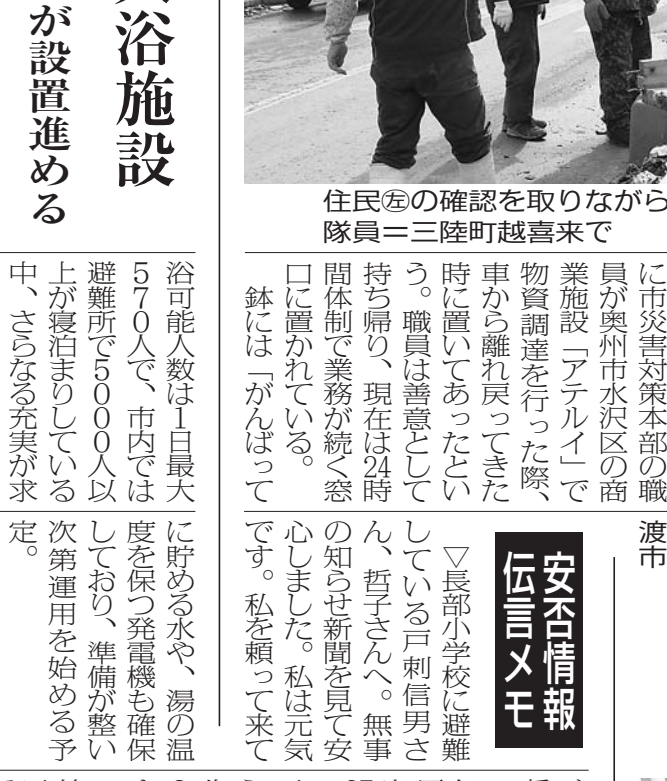 住民㊧の確認を取りながら
隊員＝三陸町越喜来で
に市災害対策本部の職
員が奥州市水沢区の商
業施設「アテルイ」で
物資調達を行った際、
車から離れ戻ってきた
時に置いてあったとい
う。職員は善意として
持ち帰り、現在は24時
間体制で業務が続く窓
口に置かれている。
鉢には「がんばって
浴施設
が設置進める
浴可能人数は1日最大
570人で、市内では
避難所で5000人以
上が寝泊まりしている
中、さらなる充実が求
に貯める水や、湯の温
度を保つ発電機も確保
しており、準備が整い
次第運用を始める予
定。
渡市
安否情報
伝言メモ
▽長部小学校に避難
している戸刺信男さ
ん、哲子さんへ。無事
の知らせ新聞を見て安
心しました。私は元気
です。私を頼って来て